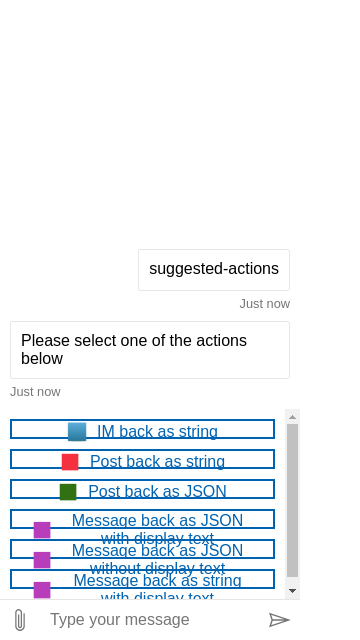 suggested-actions
Just now
Please select one of the actions
below
Just now
IM back as string
Post back as string
Post back as JSON
Message back as JSON
with display text
Message back as JSON
without display text
Message back as string
with display text
Type your message